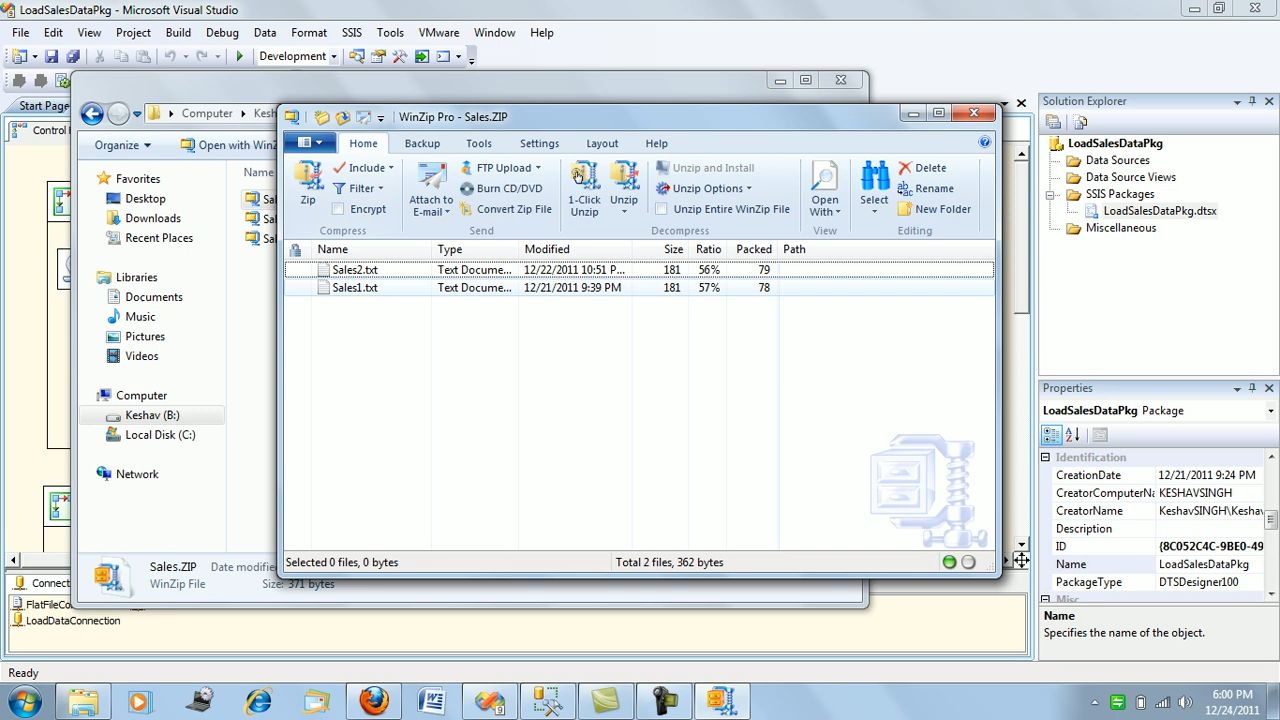 LoadSalesDataPkg - Microsoft Visual Studio
File Edit View Project Build Debug Data Format SSIS Tools VMware Window Help
Development
Start Page
Control
Computer Kesh
WinZip Pro - Sales.ZIP
Organize
Open with WinZ
Home Backup Tools Settings Layout Help
Zip
Include
Filter
Encrypt
Compress
Attach to
E-mail
FTP Upload
Burn CD/DVD
Convert Zip File
Send
1-Click
Unzip
Unzip
Unzip and Install
Unzip Options
Unzip Entire WinZip File
Decompress
Open
With
View
Select
Delete
Rename
New Folder
Editing
Name Type Modified Size Ratio Packed Path
Sales2.txt Text Docume... 12/22/2011 10:51 P... 181 56% 79
Sales1.txt Text Docume... 12/21/2011 9:39 PM 181 57% 78
Selected 0 files, 0 bytes
Total 2 files, 362 bytes
Favorites
Desktop
Downloads
Recent Places
Libraries
Documents
Music
Pictures
Videos
Computer
Keshav (B:)
Local Disk (C:)
Network
Name
Sal
Sal
Sal
Sales.ZIP Date modifi
WinZip File Size: 371 bytes
Connect
FlatFileCo
LoadDataConnection
Solution Explorer
LoadSalesDataPkg
Data Sources
Data Source Views
SSIS Packages
LoadSalesDataPkg.dtsx
Miscellaneous
Properties
LoadSalesDataPkg Package
Identification
CreationDate 12/21/2011 9:24 PM
CreatorComputerNa KESHAVSINGH
CreatorName KeshavSINGH\Keshav
Description
ID {8C052C4C-9BE0-49
Name LoadSalesDataPkg
PackageType DTSDesigner100
Misc
Name
Specifies the name of the object.
Ready
6:00 PM
12/24/2011